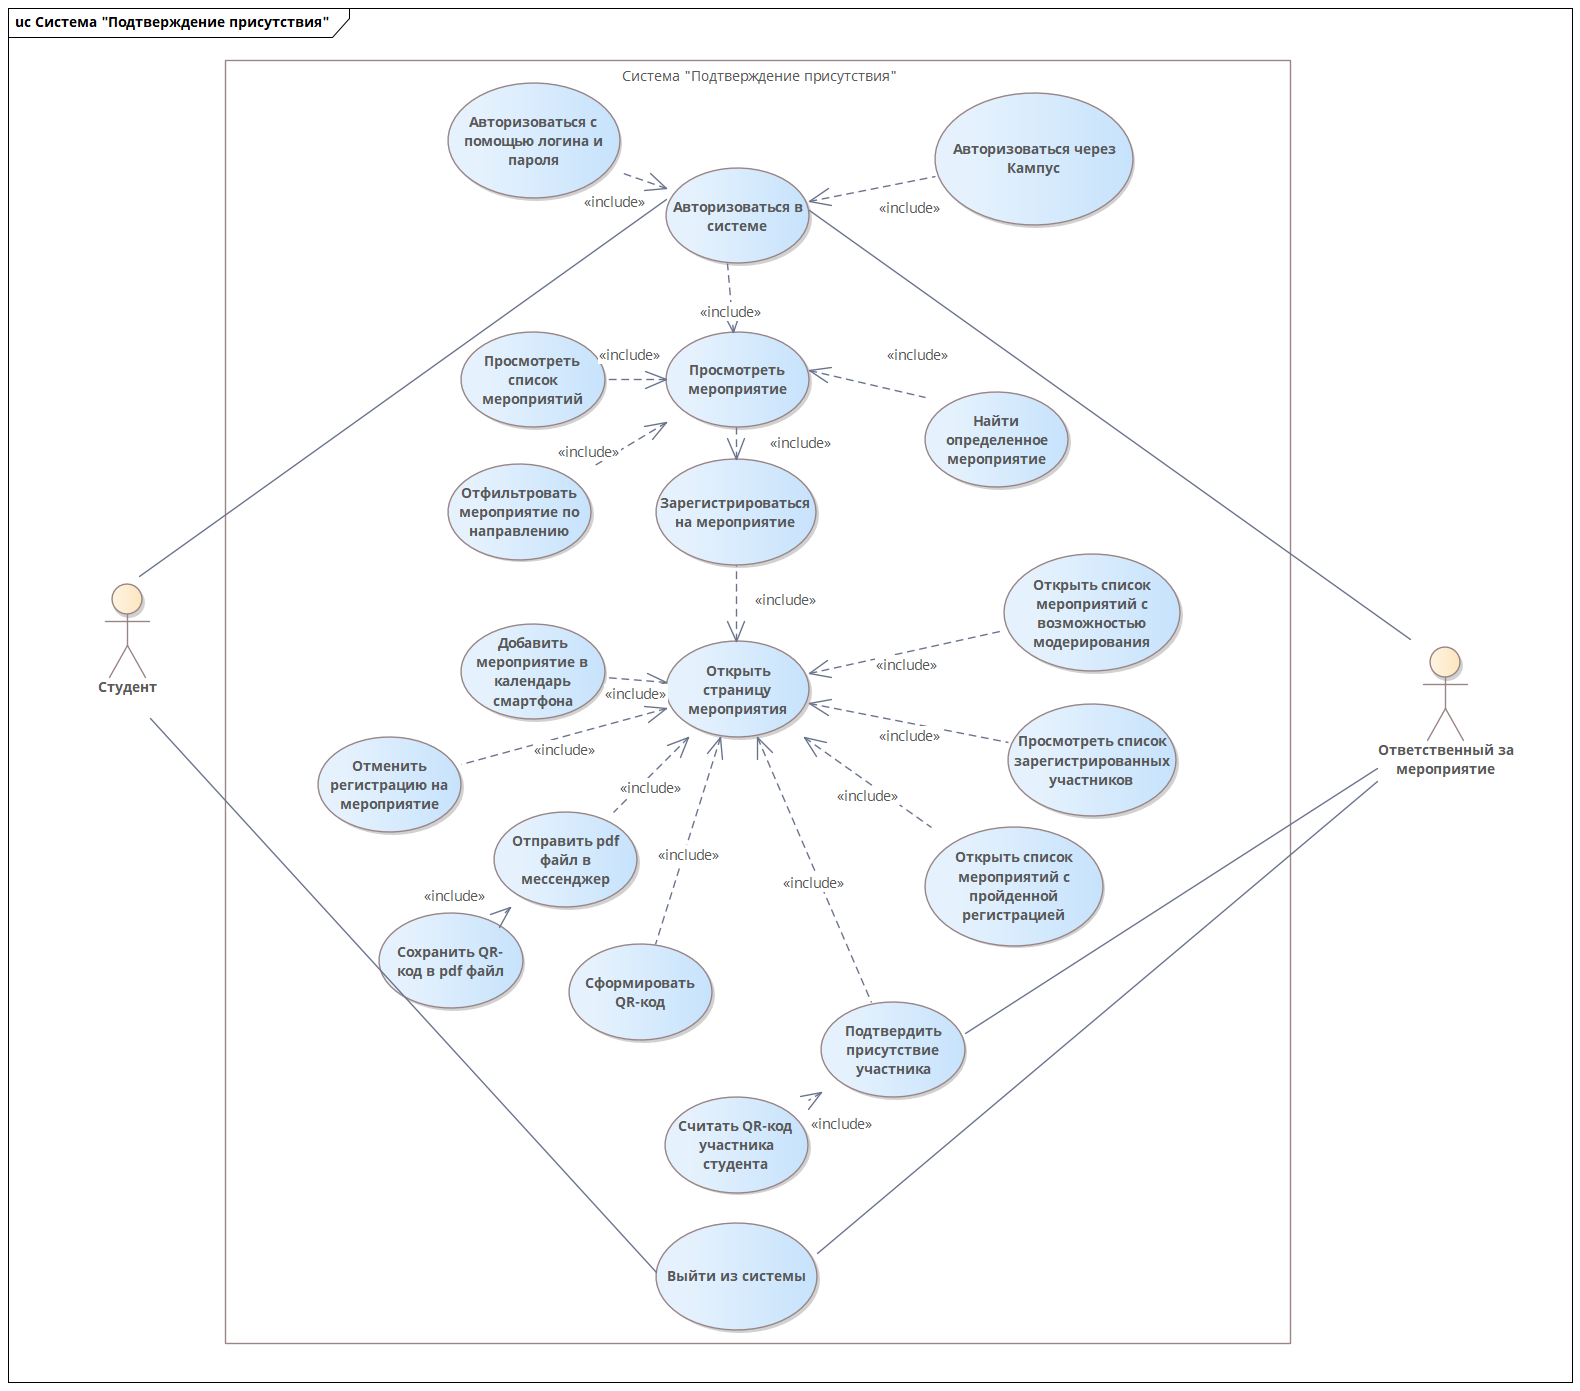 uc Система "Подтверждение присутствия"
Система "Подтверждение присутствия"
Авторизоваться с
помощью логина и
пароля
Авторизоваться через
Кампус
«include»
«include»
Авторизоваться в
системе
«include»
Просмотреть
список
мероприятий
«include»
Просмотреть
мероприятие
«include»
Найти
определенное
мероприятие
«include»
«include»
Отфильтровать
мероприятие по
направлению
Зарегистрироваться
на мероприятие
«include»
Открыть список
мероприятий с
возможностью
модерирования
Добавить
мероприятие в
календарь
смартфона
«include»
Открыть
страницу
мероприятия
«include»
Студент
Ответственный за
мероприятие
«include»
«include»
Просмотреть список
зарегистрированных
участников
Отменить
регистрацию на
мероприятие
«include»
«include»
Отправить pdf
файл в
мессенджер
«include»
«include»
Открыть список
мероприятий с
пройденной
регистрацией
«include»
Сохранить QR-
код в pdf файл
Сформировать
QR-код
Подтвердить
присутствие
участника
«include»
Считать QR-код
участника
студента
Выйти из системы